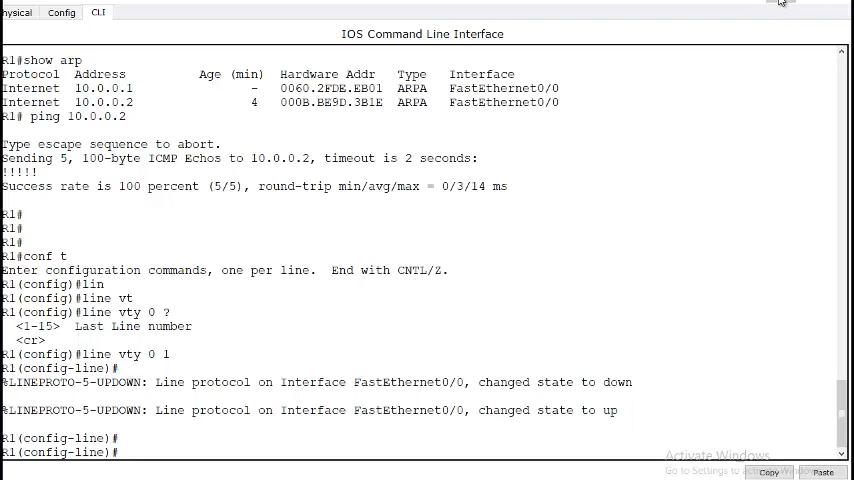 hysical Config CLI
IOS Command Line Interface
R1#show arp
Protocol Address Age (min) Hardware Addr Type Interface
Internet 10.0.0.1 - 0060.2FDE.EB01 ARPA FastEthernet0/0
Internet 10.0.0.2 4 000B.BE9D.3B1E ARPA FastEthernet0/0
R1# ping 10.0.0.2
Type escape sequence to abort.
Sending 5, 100-byte ICMP Echos to 10.0.0.2, timeout is 2 seconds:
!!!!!
Success rate is 100 percent (5/5), round-trip min/avg/max = 0/3/14 ms
R1#
R1#
R1#
R1#conf t
Enter configuration commands, one per line. End with CNTL/Z.
R1(config)#lin
R1(config)#line vt
R1(config)#line vty 0 ?
<1-15> Last Line number
<cr>
R1(config)#line vty 0 1
R1(config-line)#
%LINEPROTO-5-UPDOWN: Line protocol on Interface FastEthernet0/0, changed state to down
%LINEPROTO-5-UPDOWN: Line protocol on Interface FastEthernet0/0, changed state to up
R1(config-line)#
R1(config-line)#
Activate Windows
Go to Settings to activate Windows.
Copy Paste